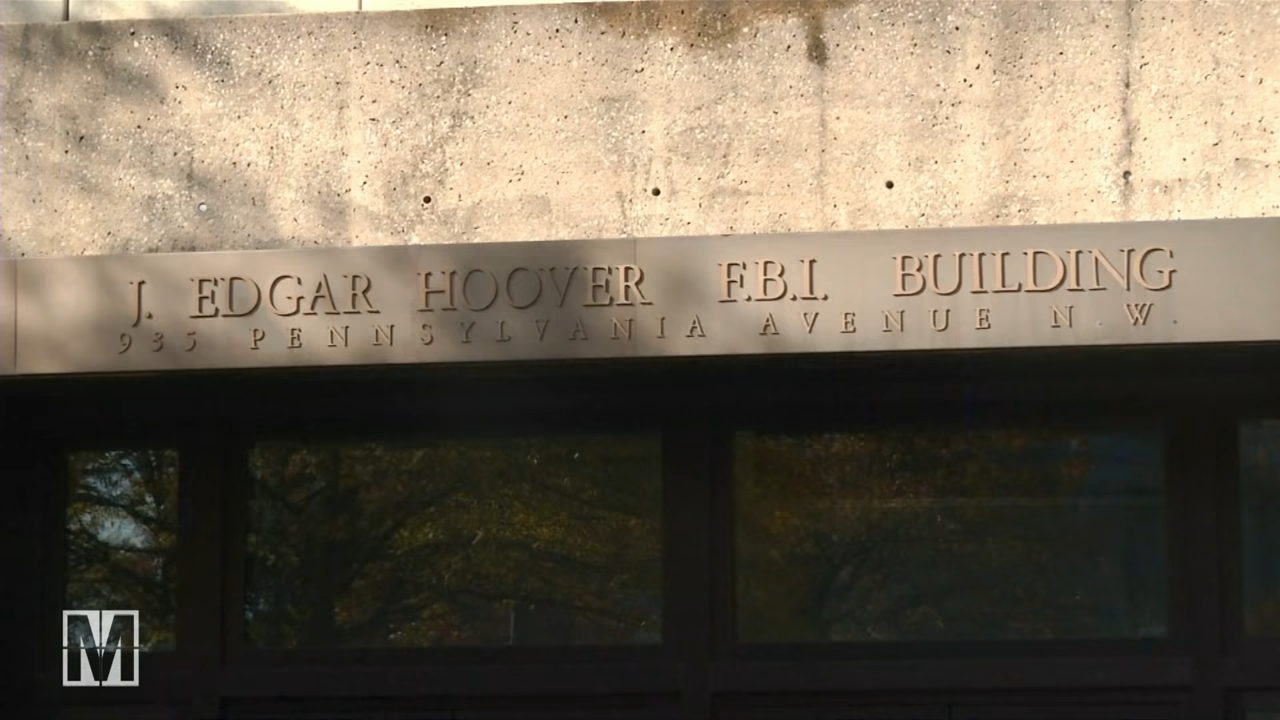 J. EDGAR HOOVER F.B.I. BUILDING
935 PENNSYLVANIA AVENUE N.W.
M